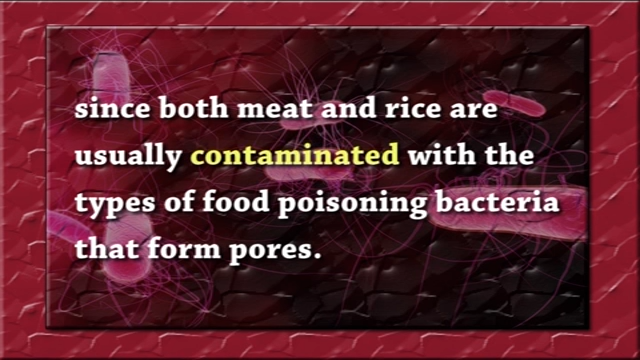 since both meat and rice are
usually contaminated with the
types of food poisoning bacteria
that form pores.